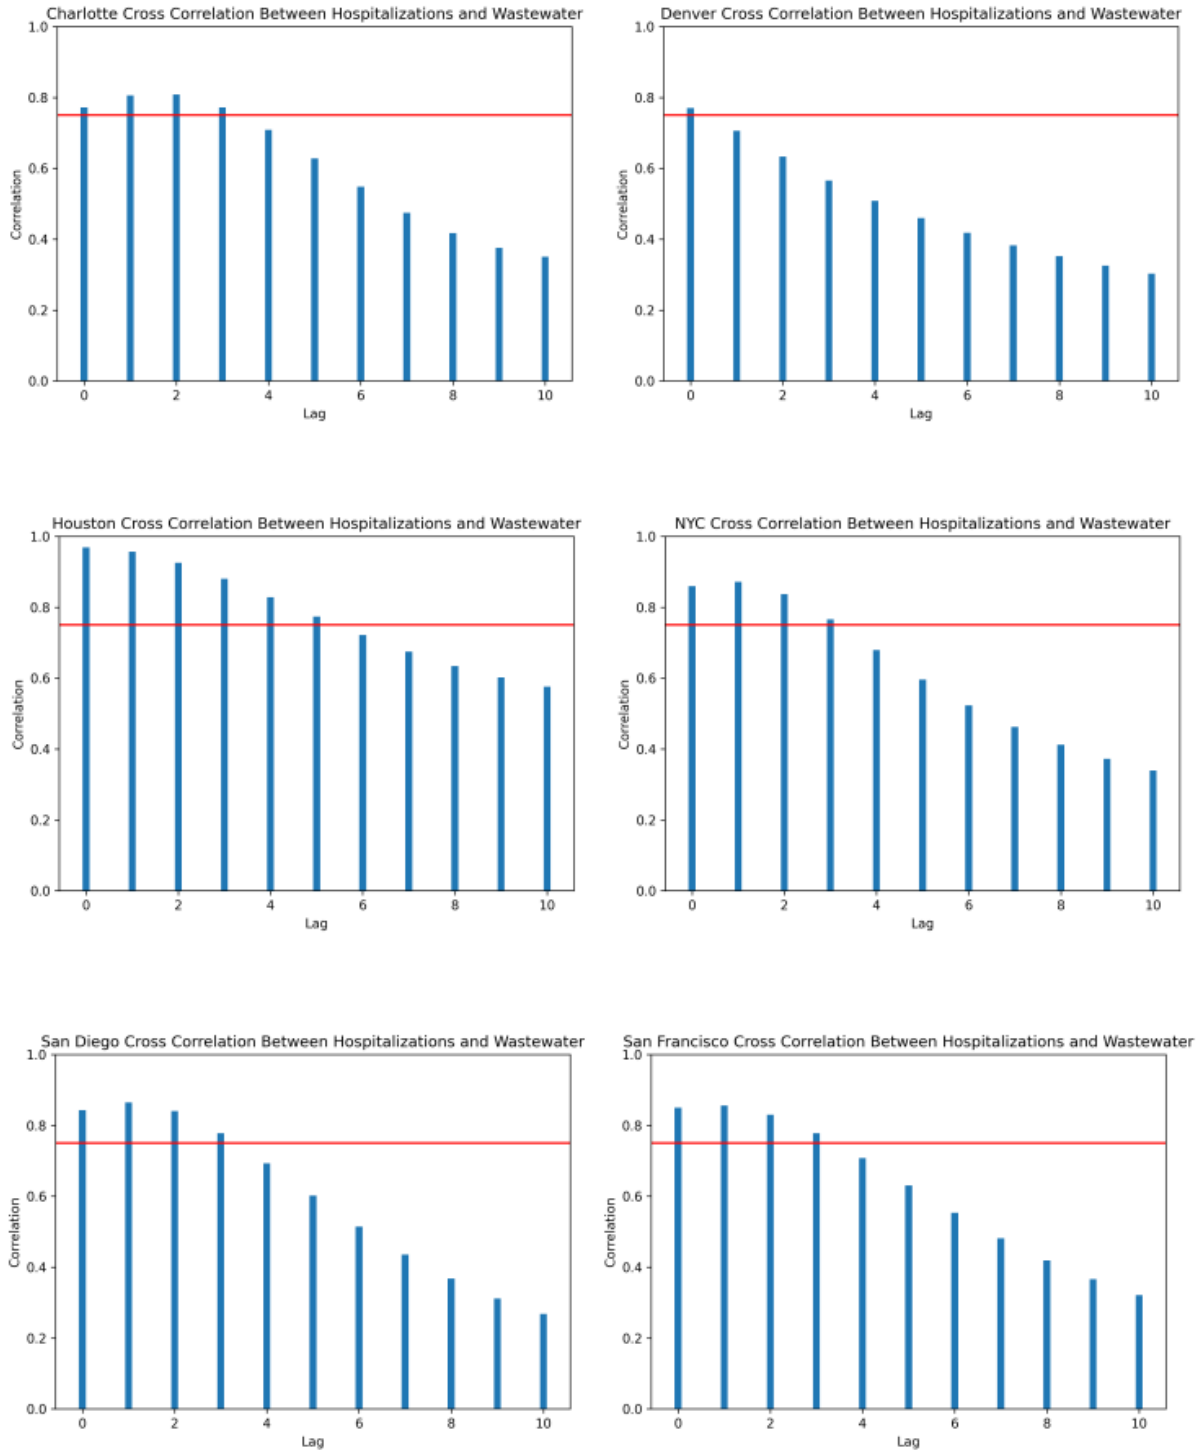 Charlotte Cross Correlation Between Hospitalizations and Wastewater
1.0
0.8
0.6
0.4
0.2
0.0
Correlation
0 2 4 6 8 10
Lag
Denver Cross Correlation Between Hospitalizations and Wastewater
1.0
0.8
0.6
0.4
0.2
0.0
Correlation
0 2 4 6 8 10
Lag
Houston Cross Correlation Between Hospitalizations and Wastewater
1.0
0.8
0.6
0.4
0.2
0.0
Correlation
0 2 4 6 8 10
Lag
NYC Cross Correlation Between Hospitalizations and Wastewater
1.0
0.8
0.6
0.4
0.2
0.0
Correlation
0 2 4 6 8 10
Lag
San Diego Cross Correlation Between Hospitalizations and Wastewater
1.0
0.8
0.6
0.4
0.2
0.0
Correlation
0 2 4 6 8 10
Lag
San Francisco Cross Correlation Between Hospitalizations and Wastewater
1.0
0.8
0.6
0.4
0.2
0.0
Correlation
0 2 4 6 8 10
Lag